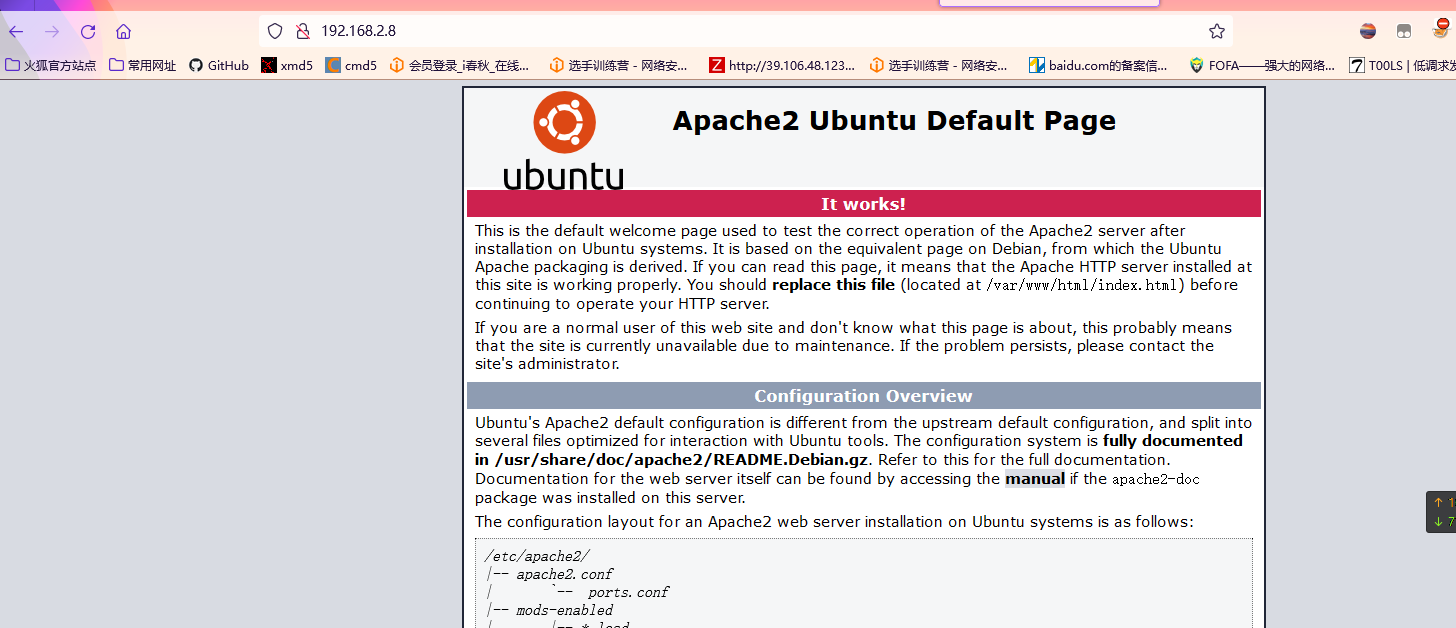 192.168.2.8
火狐官方站点 常用网址 GitHub xmd5 cmd5 会员登录_i春秋_在线... 选手训练营 - 网络安... http://39.106.48.123... 选手训练营 - 网络安... baidu.com的备案信... FOFA——强大的网络... T00LS | 低调求发
Apache2 Ubuntu Default Page
ubuntu
It works!
This is the default welcome page used to test the correct operation of the Apache2 server after
installation on Ubuntu systems. It is based on the equivalent page on Debian, from which the Ubuntu
Apache packaging is derived. If you can read this page, it means that the Apache HTTP server installed at
this site is working properly. You should replace this file (located at /var/www/html/index.html) before
continuing to operate your HTTP server.
If you are a normal user of this web site and don't know what this page is about, this probably means
that the site is currently unavailable due to maintenance. If the problem persists, please contact the
site's administrator.
Configuration Overview
Ubuntu's Apache2 default configuration is different from the upstream default configuration, and split into
several files optimized for interaction with Ubuntu tools. The configuration system is fully documented
in /usr/share/doc/apache2/README.Debian.gz. Refer to this for the full documentation.
Documentation for the web server itself can be found by accessing the manual if the apache2-doc
package was installed on this server.
The configuration layout for an Apache2 web server installation on Ubuntu systems is as follows:
/etc/apache2/
|-- apache2.conf
|       `--  ports.conf
|-- mods-enabled
|       |-- *.load